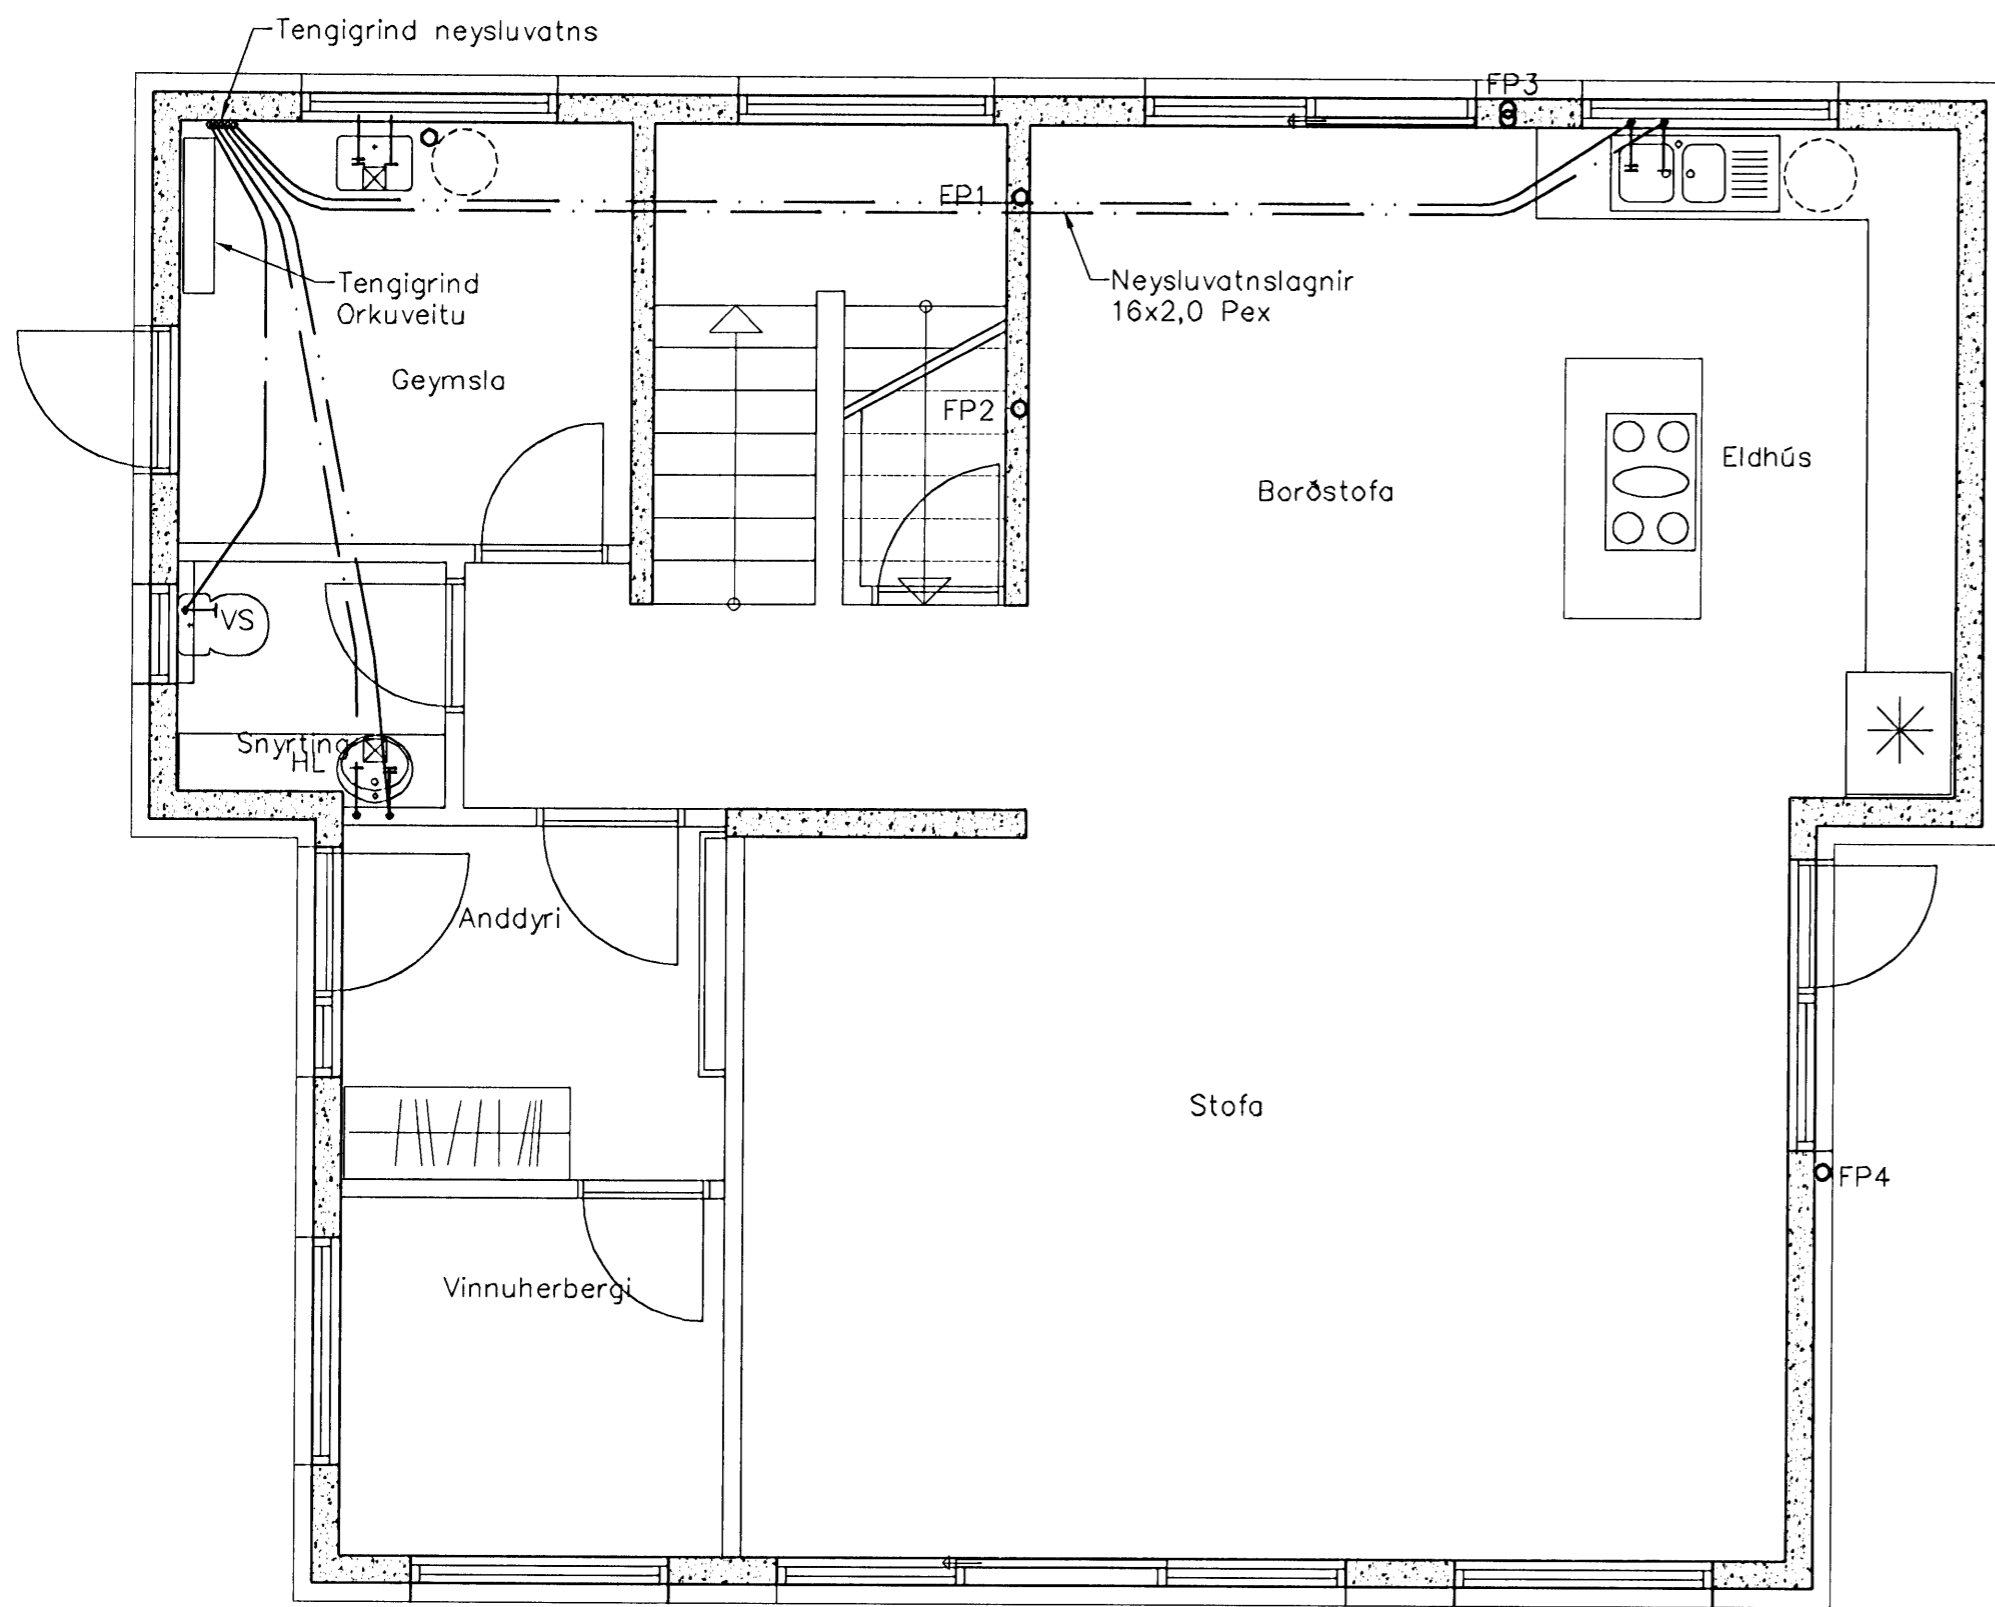 Tengigrind neysluvatns
FP3
FP1
Tengigrind
Orkuveitu
Neysluvatnslagnir
16x2,0 Pex
Geymsla
FP2
Eldhús
Borðstofa
VS
Snyrting
HL
Anddyri
Stofa
FP4
Vinnuherbergi